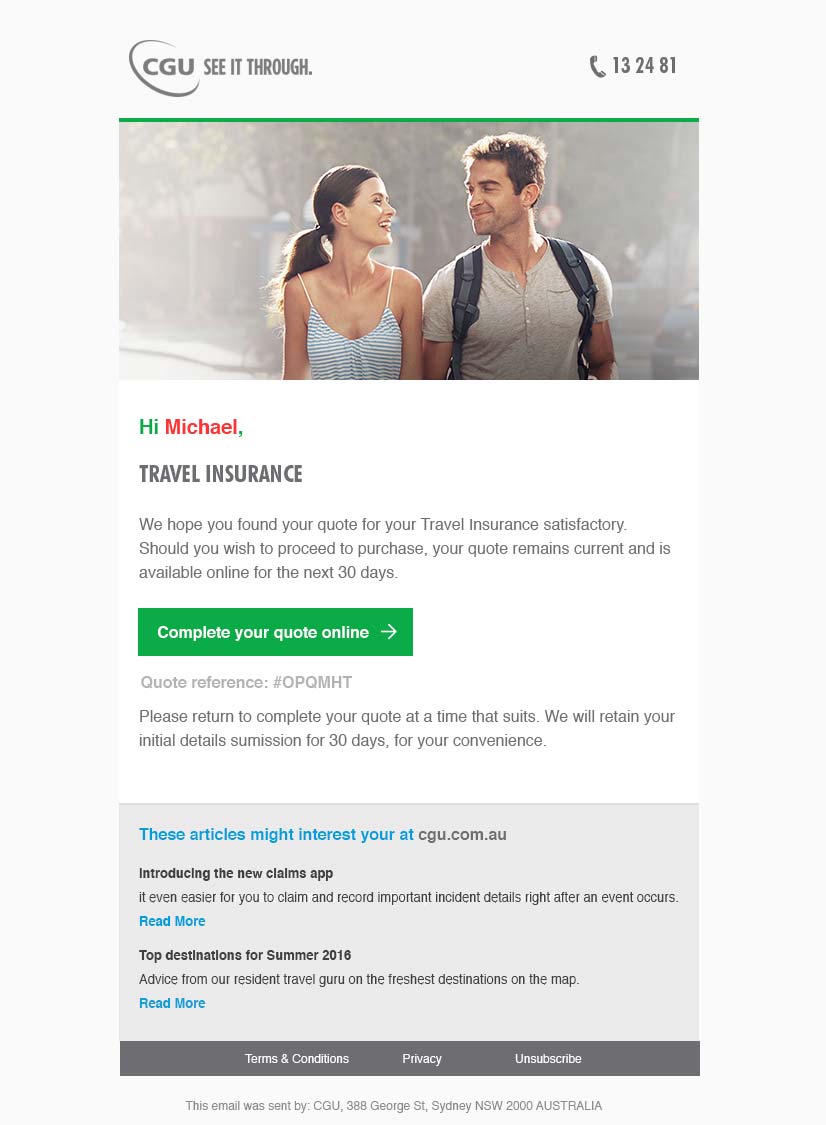 CGU SEE IT THROUGH.
13 24 81
Hi Michael,
TRAVEL INSURANCE
We hope you found your quote for your Travel Insurance satisfactory.
Should you wish to proceed to purchase, your quote remains current and is
available online for the next 30 days.
Complete your quote online
Quote reference: #OPQMHT
Please return to complete your quote at a time that suits. We will retain your
initial details sumission for 30 days, for your convenience.
These articles might interest your at cgu.com.au
Introducing the new claims app
it even easier for you to claim and record important incident details right after an event occurs.
Read More
Top destinations for Summer 2016
Advice from our resident travel guru on the freshest destinations on the map.
Read More
Terms & Conditions Privacy Unsubscribe
This email was sent by: CGU, 388 George St, Sydney NSW 2000 AUSTRALIA